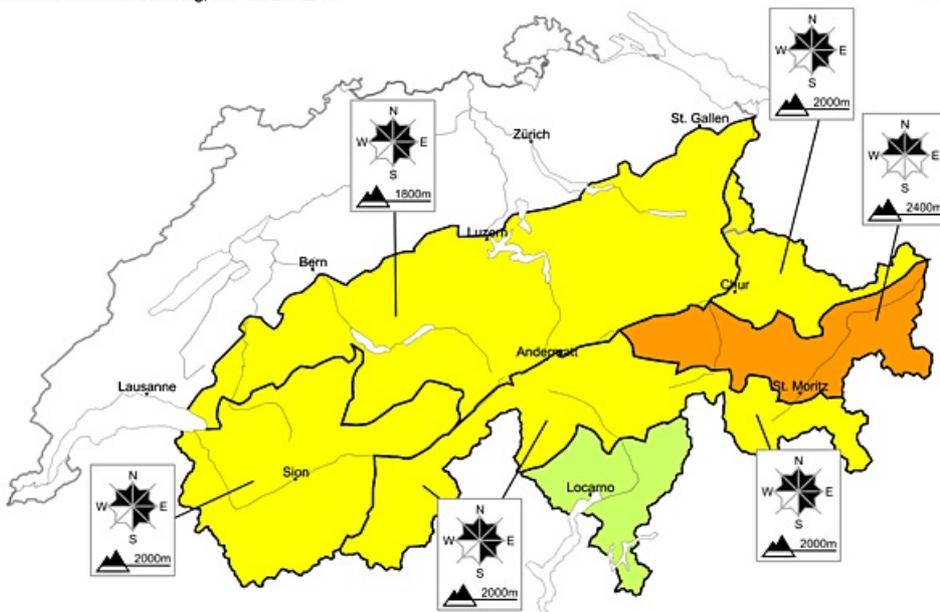 N
W E
S
2000m
N
W E
S
2400m
N
W E
S
1800m
St. Gallen
Zürich
Luzern
Bern
Chur
Andermatt
St. Moritz
Lausanne
Sion
Locarno
N
W E
S
2000m
N
W E
S
2000m
N
W E
S
2000m